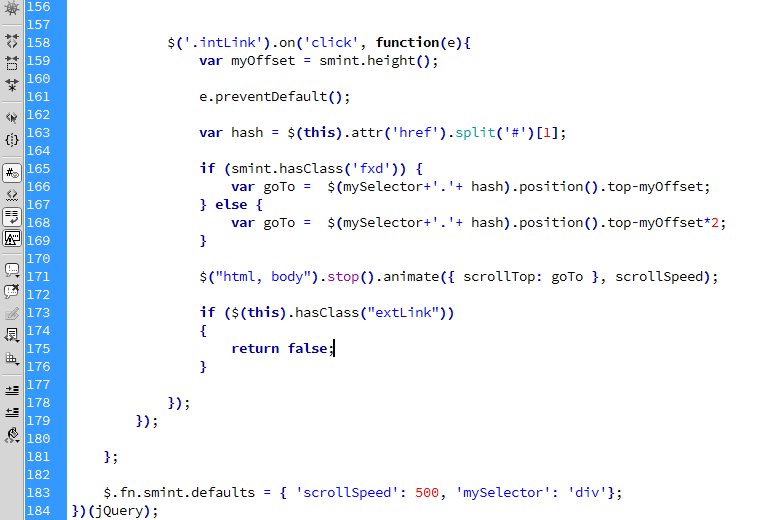 156
157
158 $('.intLink').on('click', function(e){
159 var myOffset = smint.height();
160
161 e.preventDefault();
162
163 var hash = $(this).attr('href').split('#')[1];
164
165 if (smint.hasClass('fxd')) {
166 var goTo =  $(mySelector+'.'+ hash).position().top-myOffset;
167 } else {
168 var goTo =  $(mySelector+'.'+ hash).position().top-myOffset*2;
169 }
170
171 $("html, body").stop().animate({ scrollTop: goTo }, scrollSpeed);
172
173 if ($(this).hasClass("extLink"))
174 {
175 return false;
176 }
177
178 });
179 });
180
181 };
182
183 $.fn.smint.defaults = { 'scrollSpeed': 500, 'mySelector': 'div'};
184 })(jQuery);